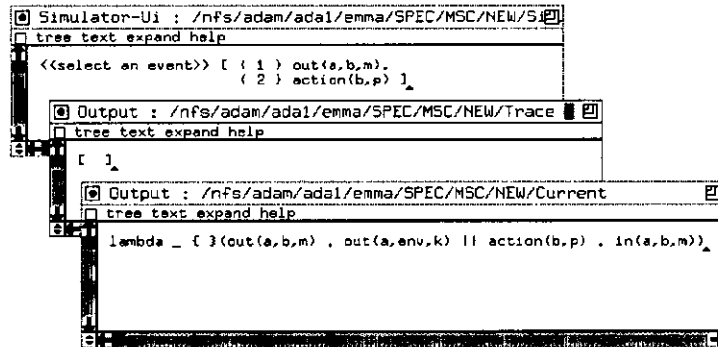 Simulator-Ui : /nfs/adam/ada1/emma/SPEC/MSC/NEW/Si
tree text expand help
<<select an event>> [ { 1 } out(a,b,m),
{ 2 } action(b,p) ]
Output : /nfs/adam/ada1/emma/SPEC/MSC/NEW/Trace
tree text expand help
[ ]
Output : /nfs/adam/ada1/emma/SPEC/MSC/NEW/Current
tree text expand help
lambda _ { }(out(a,b,m) . out(a,env,k) || action(b,p) . in(a,b,m))